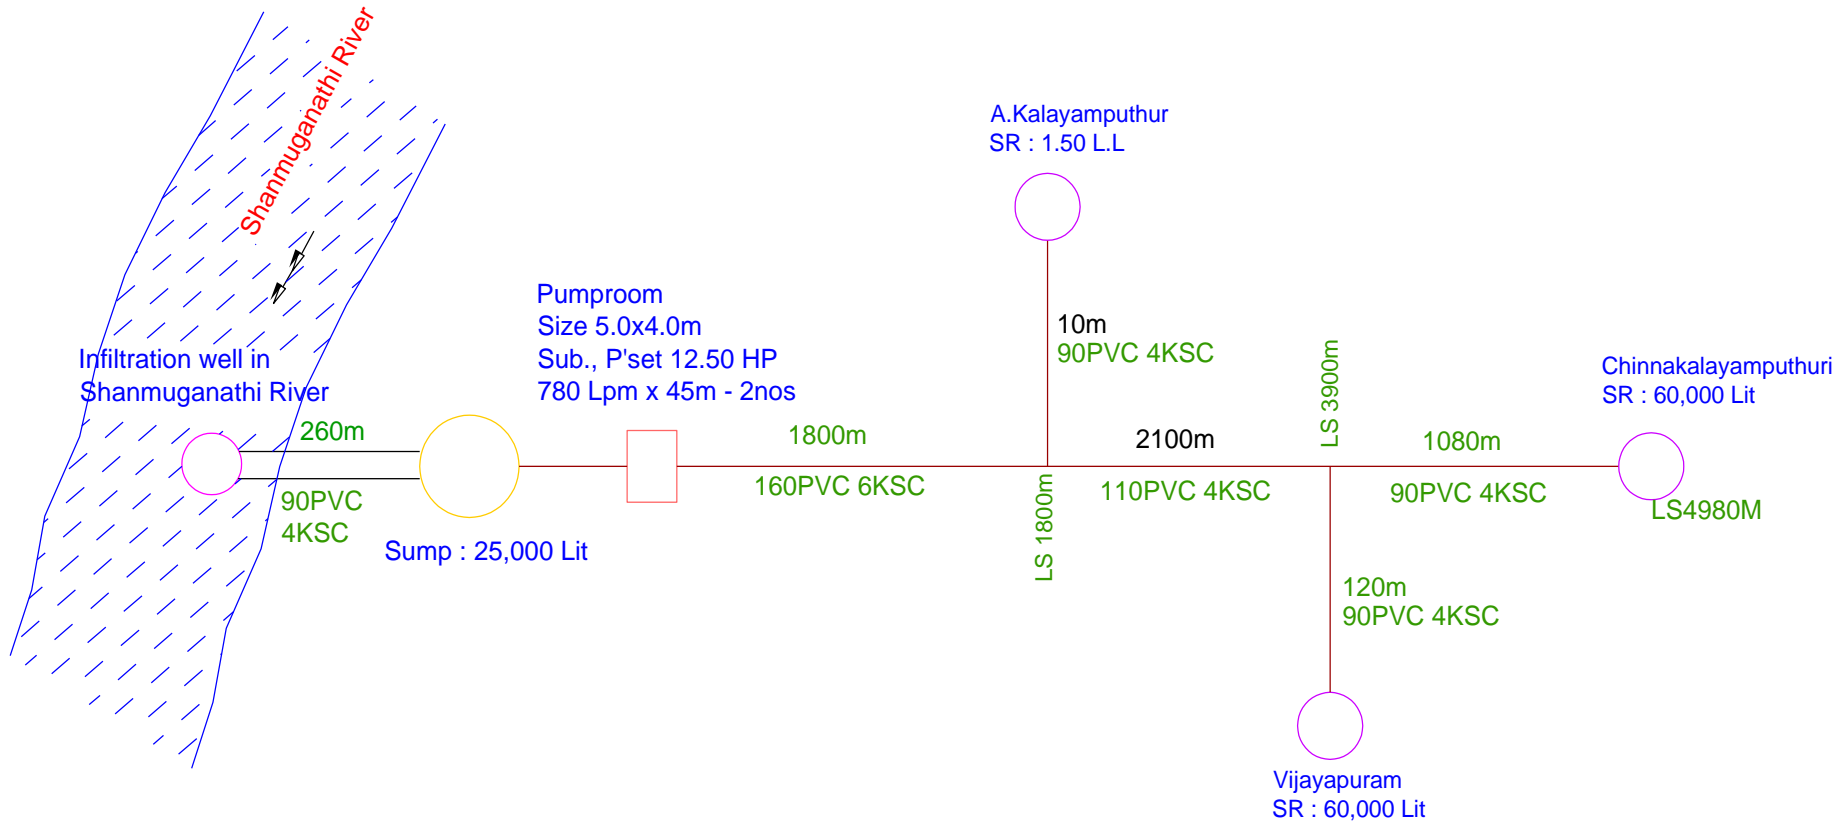 Shanmuganathi River
A.Kalayamputhur
SR : 1.50 L.L
Pumproom
Size 5.0x4.0m
Sub., P'set 12.50 HP
780 Lpm x 45m - 2nos
Infiltration well in
Shanmuganathi River
260m
90PVC
4KSC
Sump : 25,000 Lit
1800m
160PVC 6KSC
10m
90PVC 4KSC
LS 1800m
2100m
110PVC 4KSC
LS 3900m
1080m
90PVC 4KSC
Chinnakalayamputhuri
SR : 60,000 Lit
LS4980M
120m
90PVC 4KSC
Vijayapuram
SR : 60,000 Lit